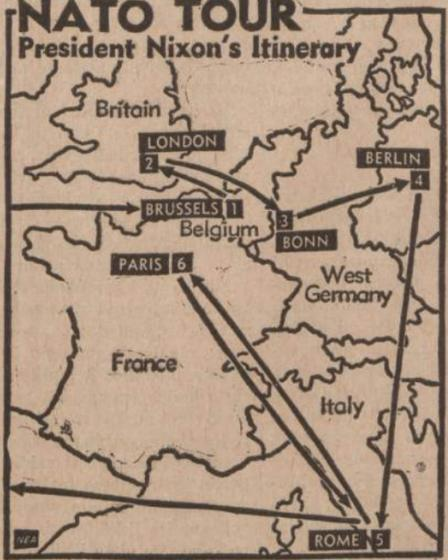 NATO TOUR
President Nixon's Itinerary
Britain
LONDON
2
BERLIN
4
BRUSSELS 1
Belgium
3
BONN
PARIS 6
West
Germany
France
Italy
NEA
ROME 5